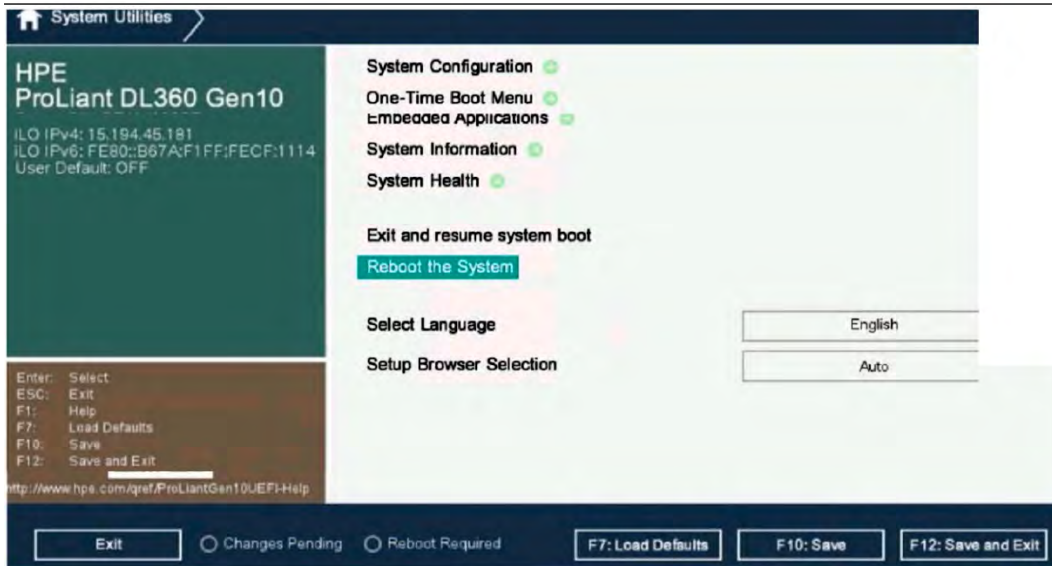 System Utilities
HPE
ProLiant DL360 Gen10
iLO IPv4: 15.194.45.181
iLO IPv6: FE80::B67A:F1FF:FECF:1114
User Default: OFF
Enter: Select
ESC: Exit
F1: Help
F7: Load Defaults
F10: Save
F12: Save and Exit
http://www.hpe.com/qref/ProLiantGen10UEFI-Help
System Configuration
One-Time Boot Menu
Embedded Applications
System Information
System Health
Exit and resume system boot
Reboot the System
Select Language English
Setup Browser Selection Auto
Exit Changes Pending Reboot Required F7: Load Defaults F10: Save F12: Save and Exit